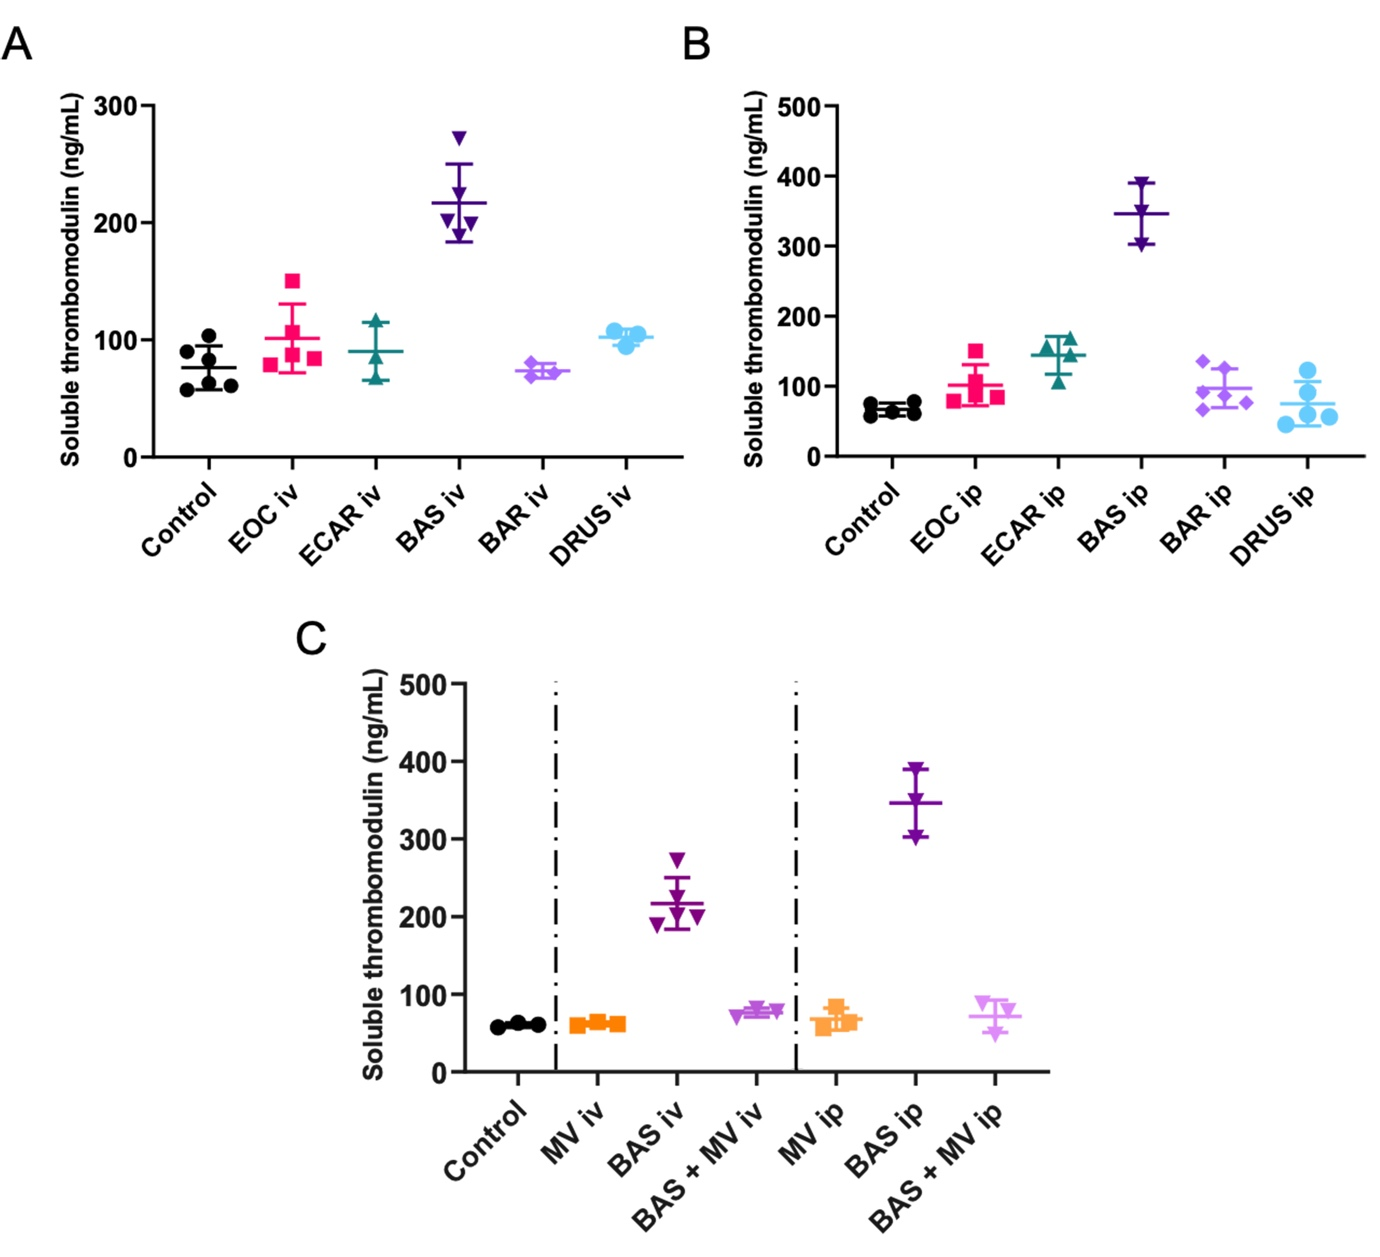 A
Soluble thrombomodulin (ng/mL)
300
200
100
0
Control
EOC iv
ECAR iv
BAS iv
BAR iv
DRUS iv
B
Soluble thrombomodulin (ng/mL)
500
400
300
200
100
0
Control
EOC ip
ECAR ip
BAS ip
BAR ip
DRUS ip
C
Soluble thrombomodulin (ng/mL)
500
400
300
200
100
0
Control
MV iv
BAS iv
BAS + MV iv
MV ip
BAS ip
BAS + MV ip